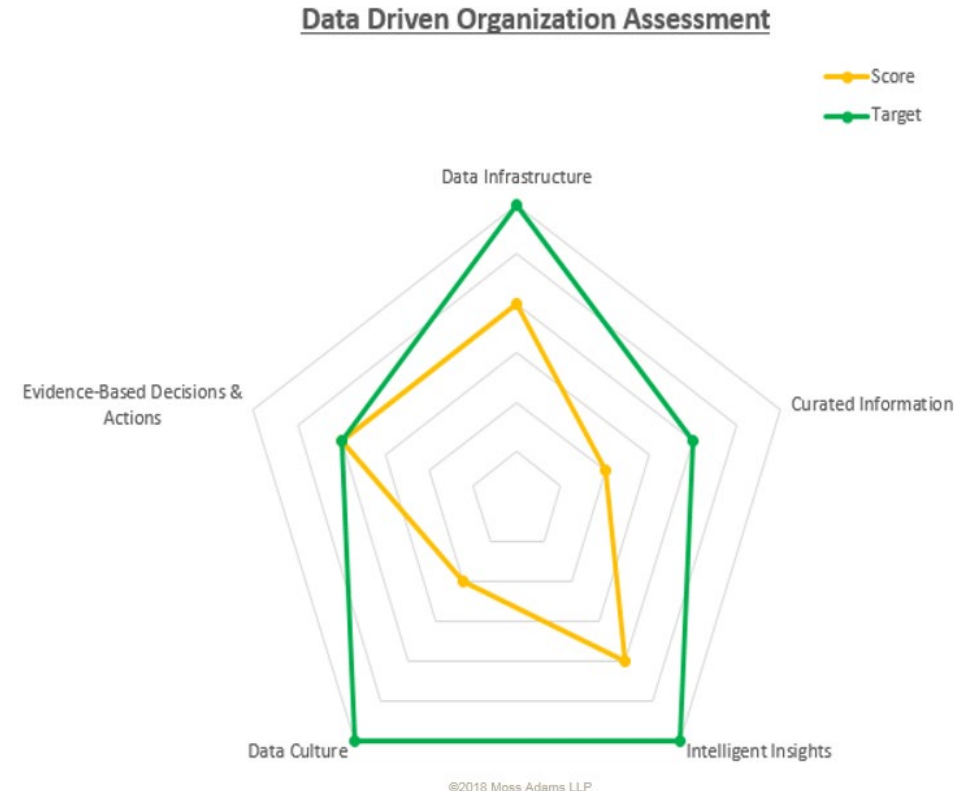 Data Driven Organization Assessment
Score
Target
Data Infrastructure
Evidence-Based Decisions &
Actions
Curated Information
Data Culture
Intelligent Insights
©2018 Moss Adams LLP